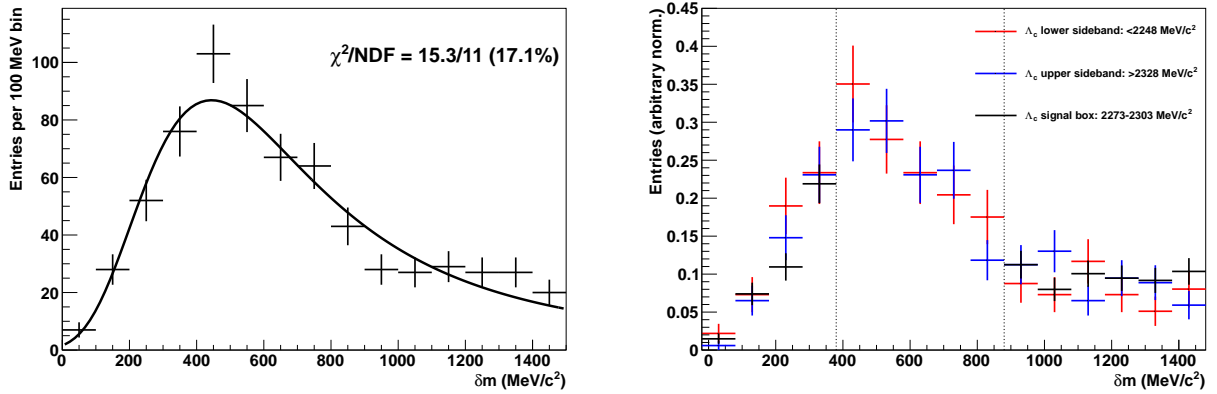 Entries per 100 MeV bin
100
80
60
40
20
0
χ²/NDF = 15.3/11 (17.1%)
0 200 400 600 800 1000 1200 1400
δm (MeV/c²)
Entries (arbitrary norm.)
0.45
0.4
0.35
0.3
0.25
0.2
0.15
0.1
0.05
0
Λc lower sideband: <2248 MeV/c²
Λc upper sideband: >2328 MeV/c²
Λc signal box: 2273-2303 MeV/c²
0 200 400 600 800 1000 1200 1400
δm (MeV/c²)